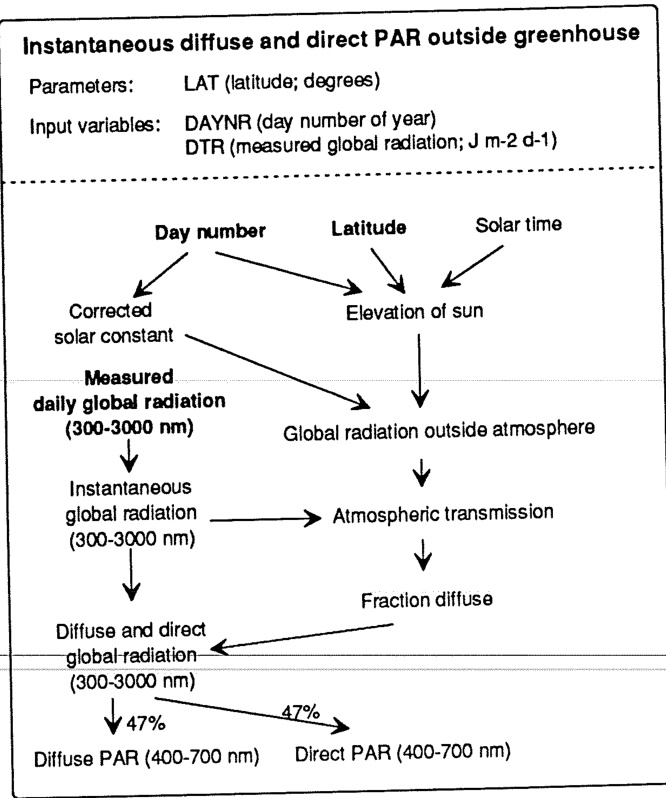 Instantaneous diffuse and direct PAR outside greenhouse
Parameters: LAT (latitude; degrees)
Input variables: DAYNR (day number of year)
DTR (measured global radiation; J m-2 d-1)
Day number
Latitude
Solar time
Corrected
solar constant
Elevation of sun
Measured
daily global radiation
(300-3000 nm)
Global radiation outside atmosphere
Instantaneous
global radiation
(300-3000 nm)
Atmospheric transmission
Fraction diffuse
Diffuse and direct
global radiation
(300-3000 nm)
47%
47%
Diffuse PAR (400-700 nm)
Direct PAR (400-700 nm)